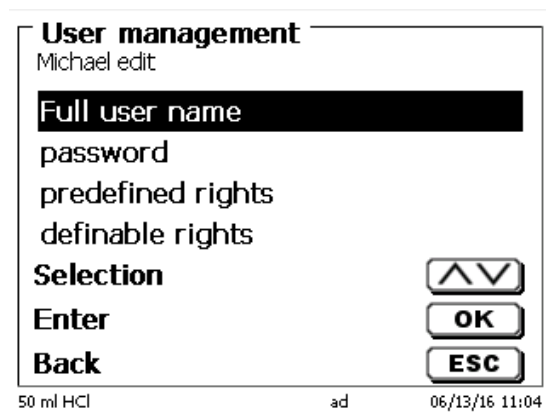 User management
Michael edit
Full user name
password
predefined rights
definable rights
Selection
Enter OK
Back ESC
50 ml HCl ad 06/13/16 11:04